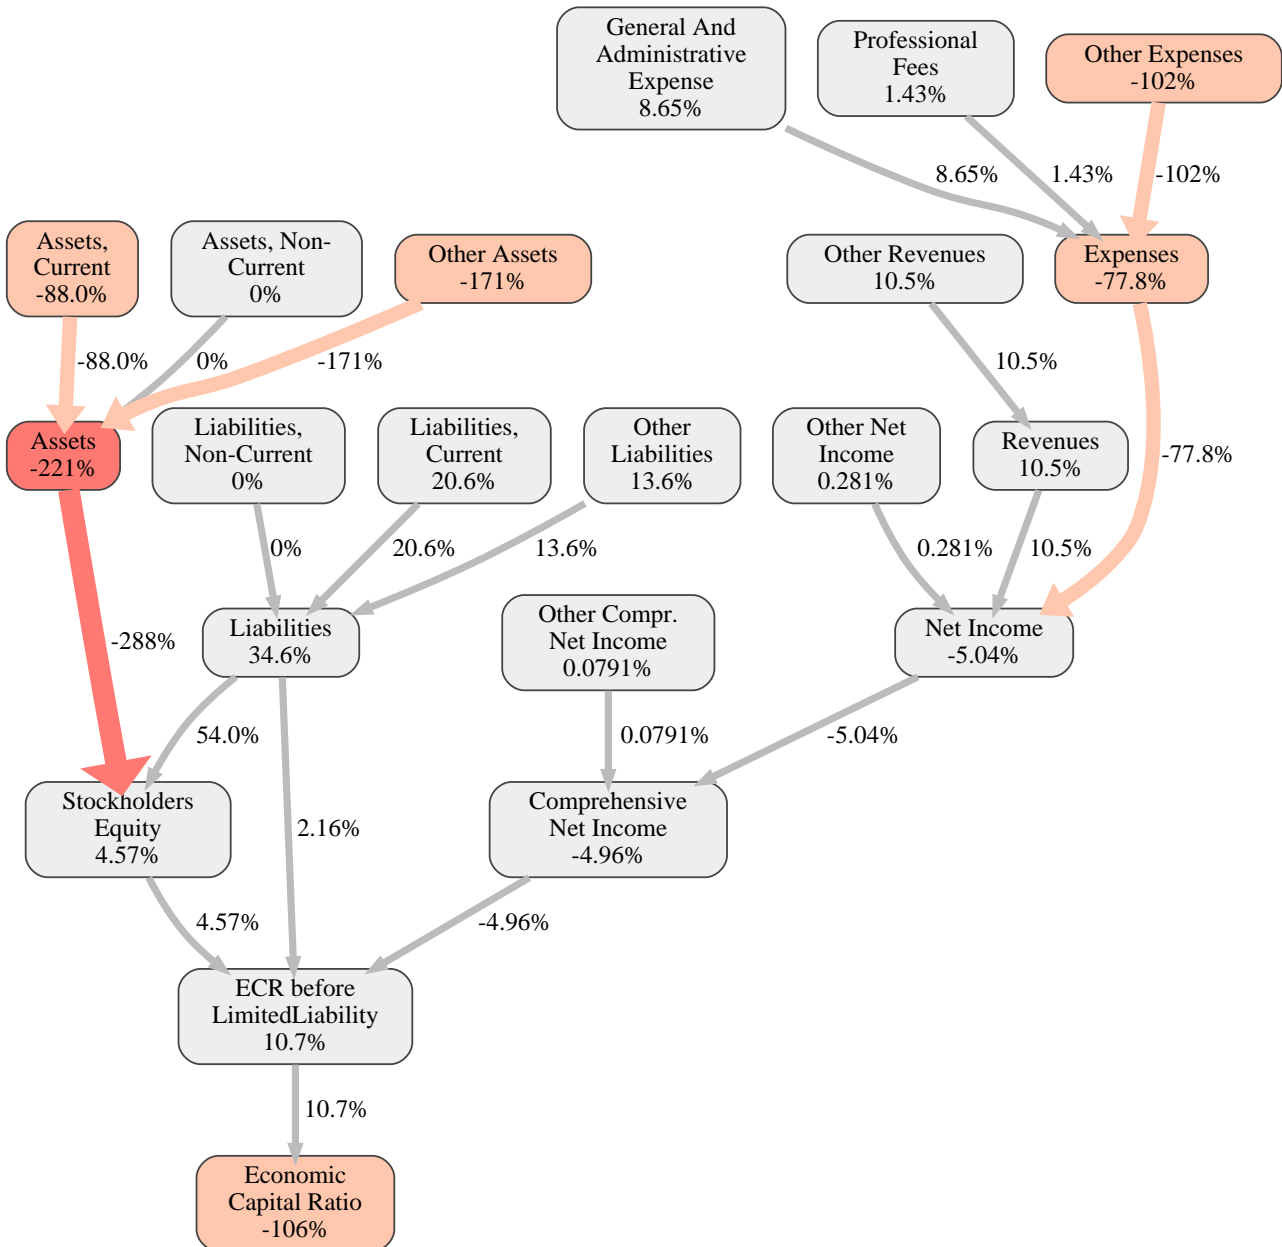 General And
Administrative
Expense
8.65%
Professional
Fees
1.43%
Other Expenses
-102%
8.65%
1.43%
-102%
Assets,
Current
-88.0%
Assets, Non-
Current
0%
Other Assets
-171%
Other Revenues
10.5%
Expenses
-77.8%
-88.0%
0%
-171%
10.5%
Assets
-221%
Liabilities,
Non-Current
0%
Liabilities,
Current
20.6%
Other
Liabilities
13.6%
Other Net
Income
0.281%
Revenues
10.5%
-77.8%
0%
20.6%
13.6%
0.281%
10.5%
-288%
Liabilities
34.6%
Other Compr.
Net Income
0.0791%
Net Income
-5.04%
54.0%
0.0791%
-5.04%
Stockholders
Equity
4.57%
2.16%
Comprehensive
Net Income
-4.96%
4.57%
-4.96%
ECR before
LimitedLiability
10.7%
10.7%
Economic
Capital Ratio
-106%